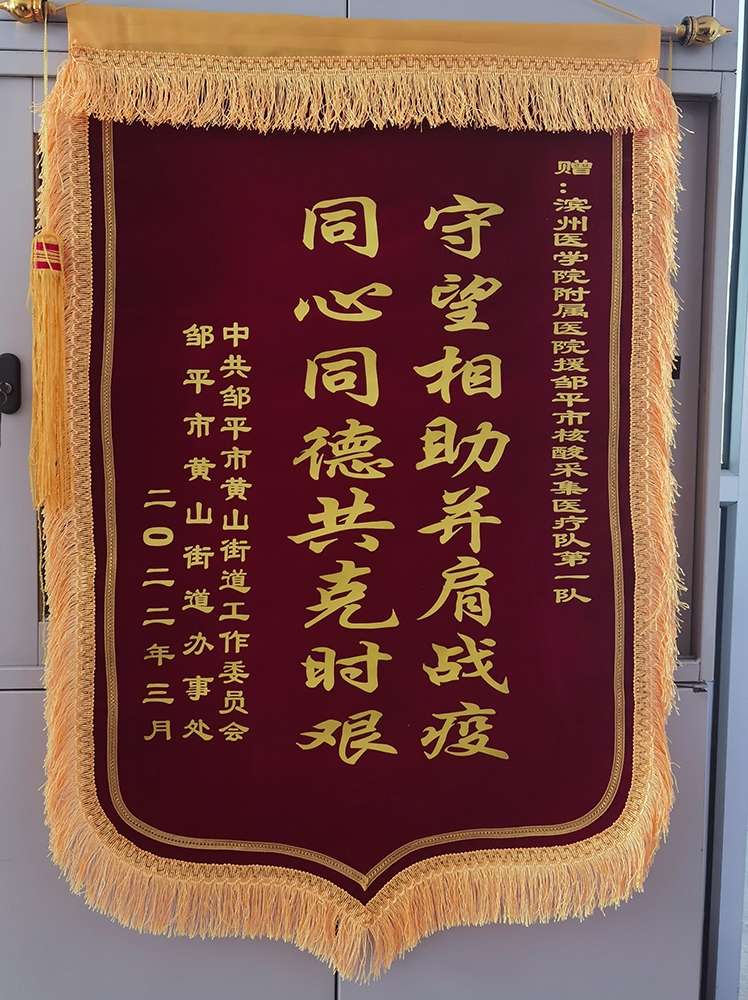 赠：滨州医学院附属医院援邹平市核酸采集医疗队第一队
守望相助并肩战疫
同心同德共克时艰
中共邹平市黄山街道工作委员会
邹平市黄山街道办事处
二〇二二年三月